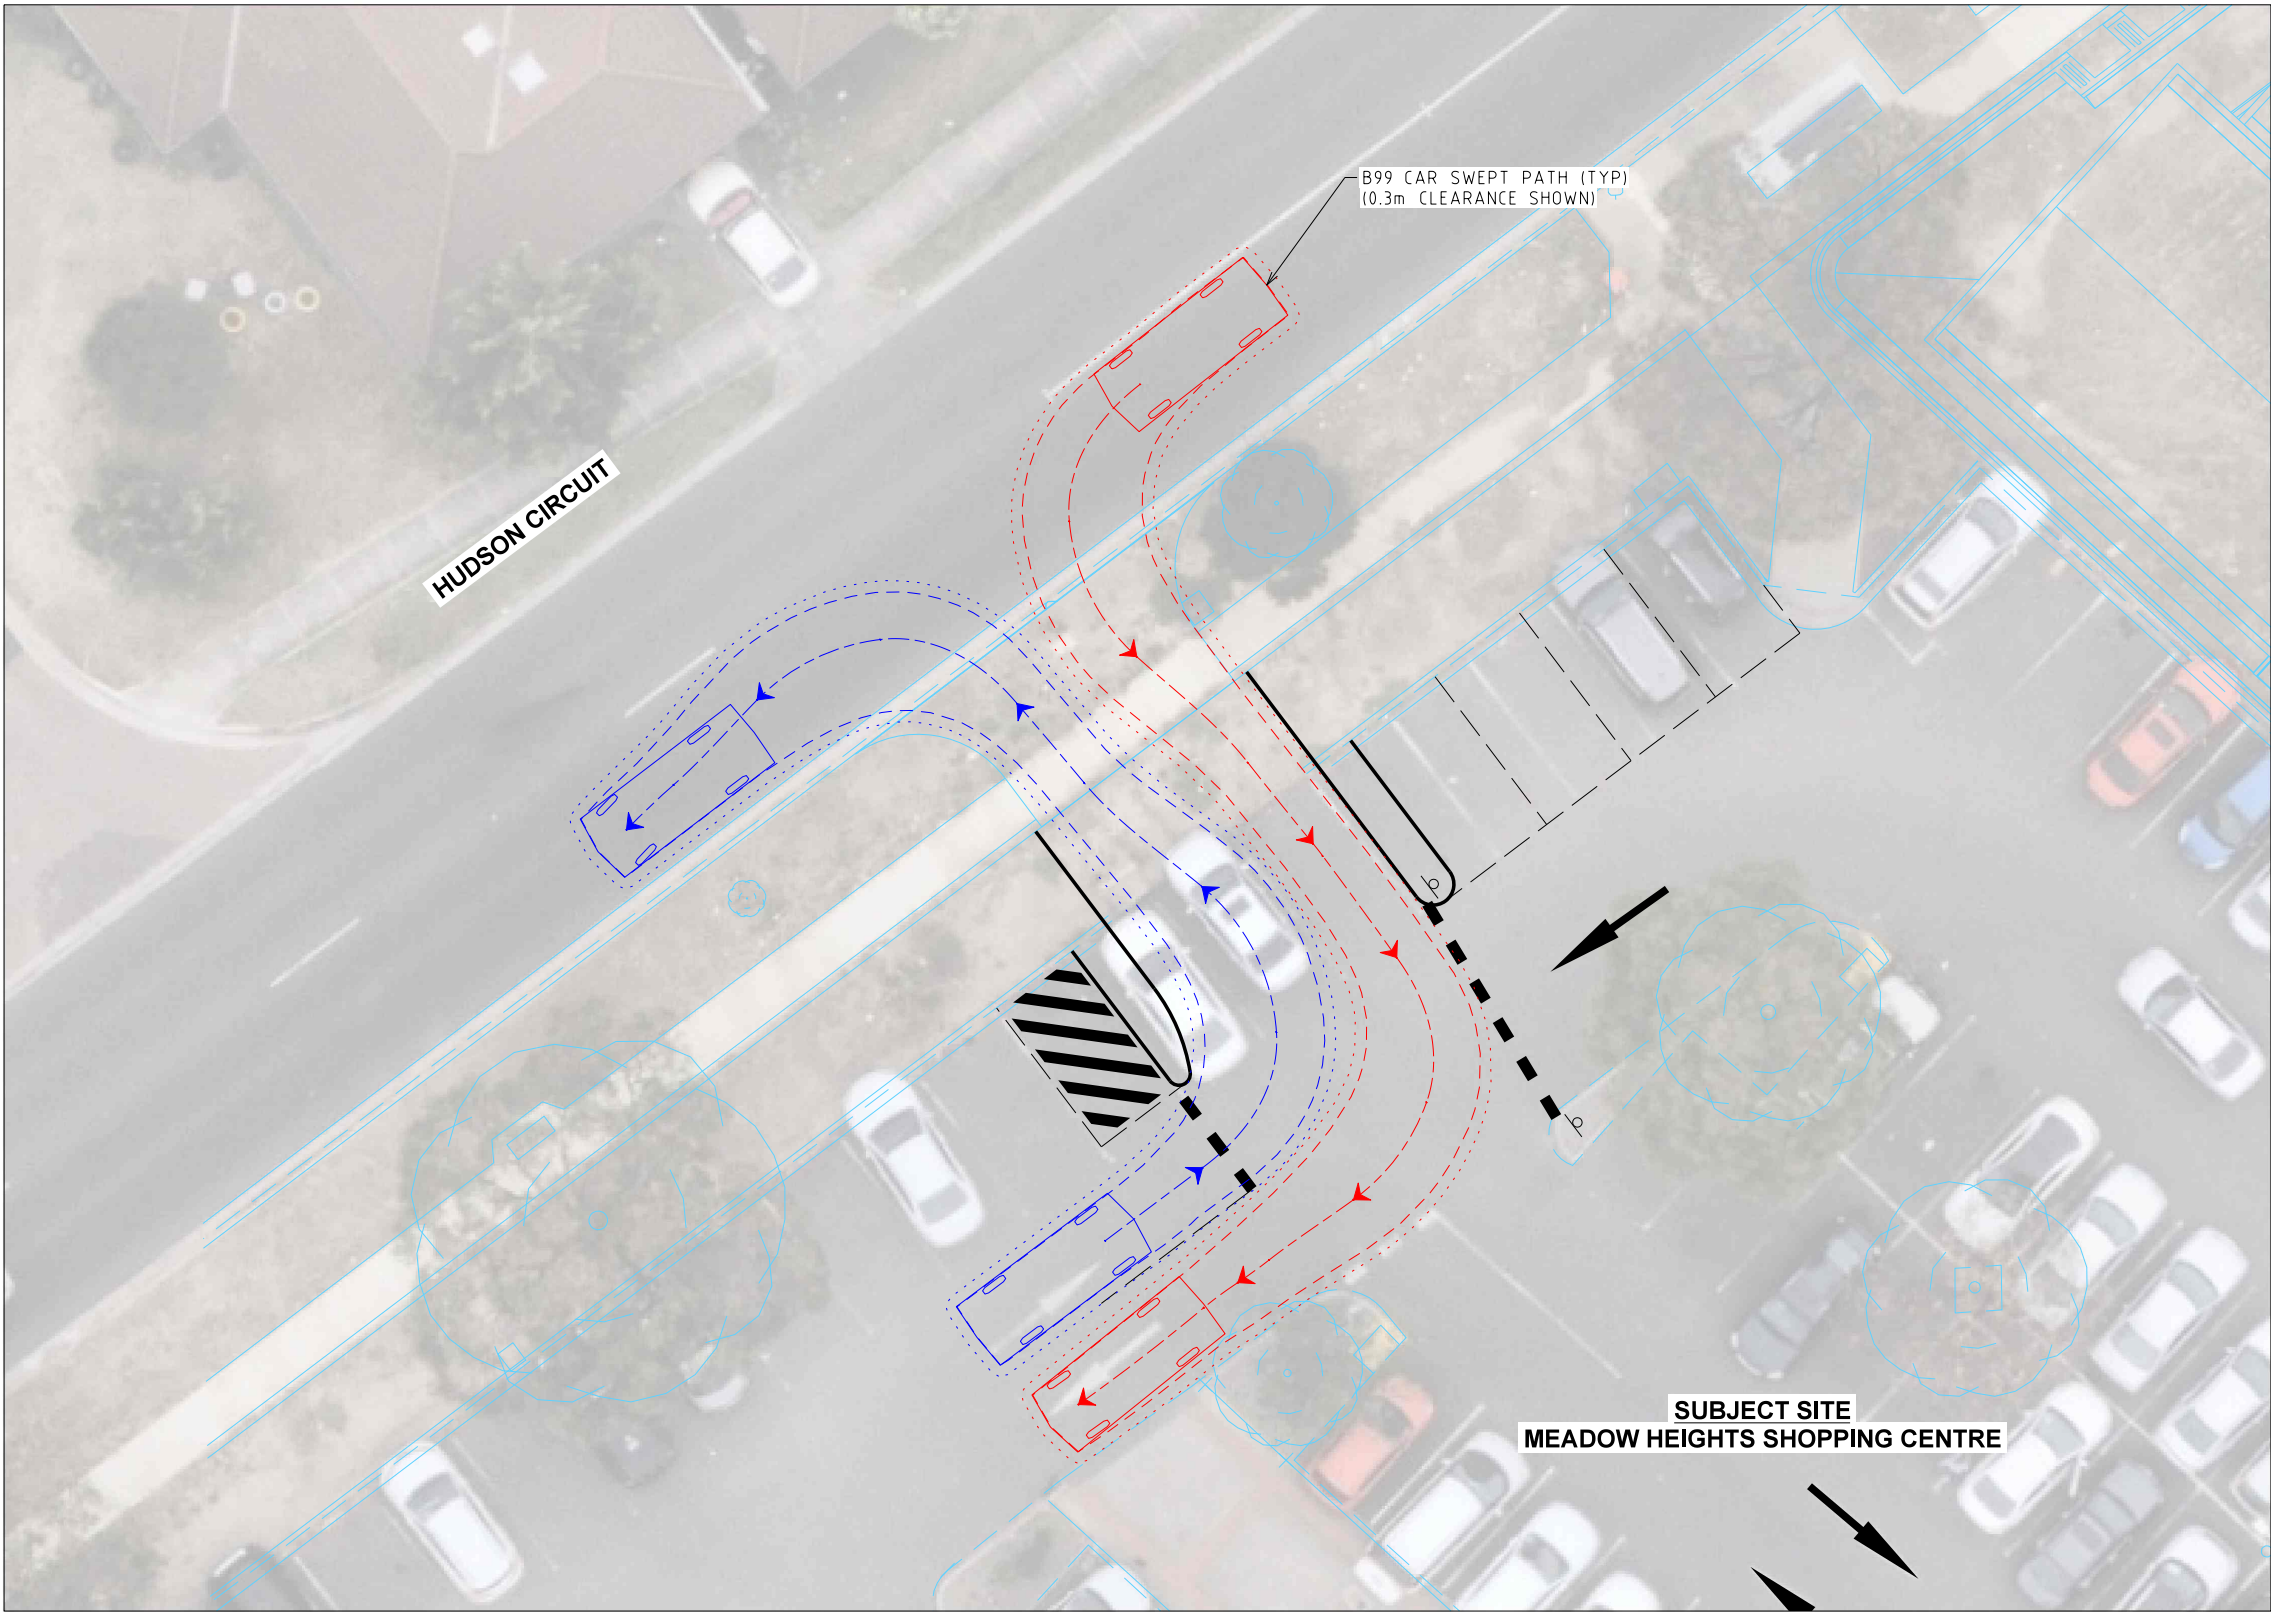 B99 CAR SWEPT PATH (TYP)
(0.3m CLEARANCE SHOWN)
HUDSON CIRCUIT
SUBJECT SITE
MEADOW HEIGHTS SHOPPING CENTRE